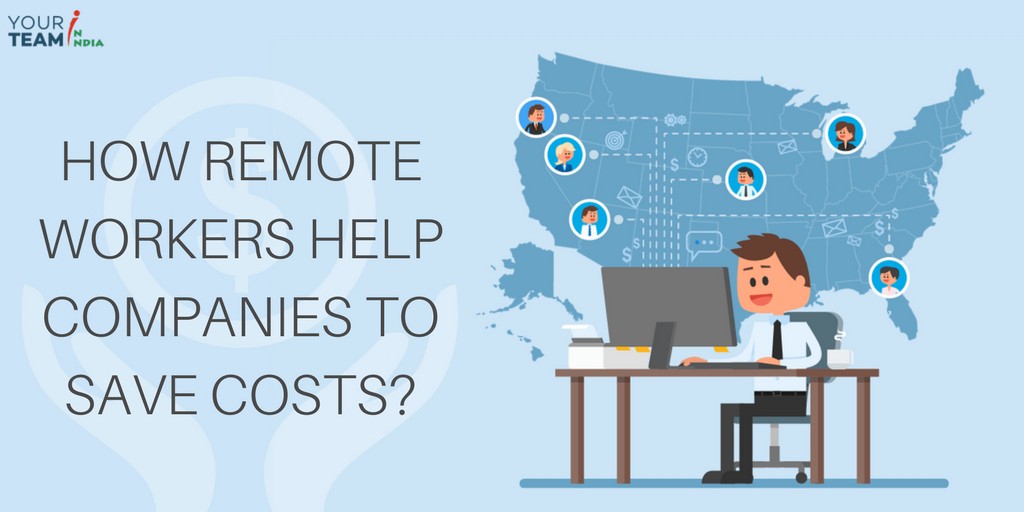 YOUR
TEAM
IN
INDIA
HOW REMOTE
WORKERS HELP
COMPANIES TO
SAVE COSTS?